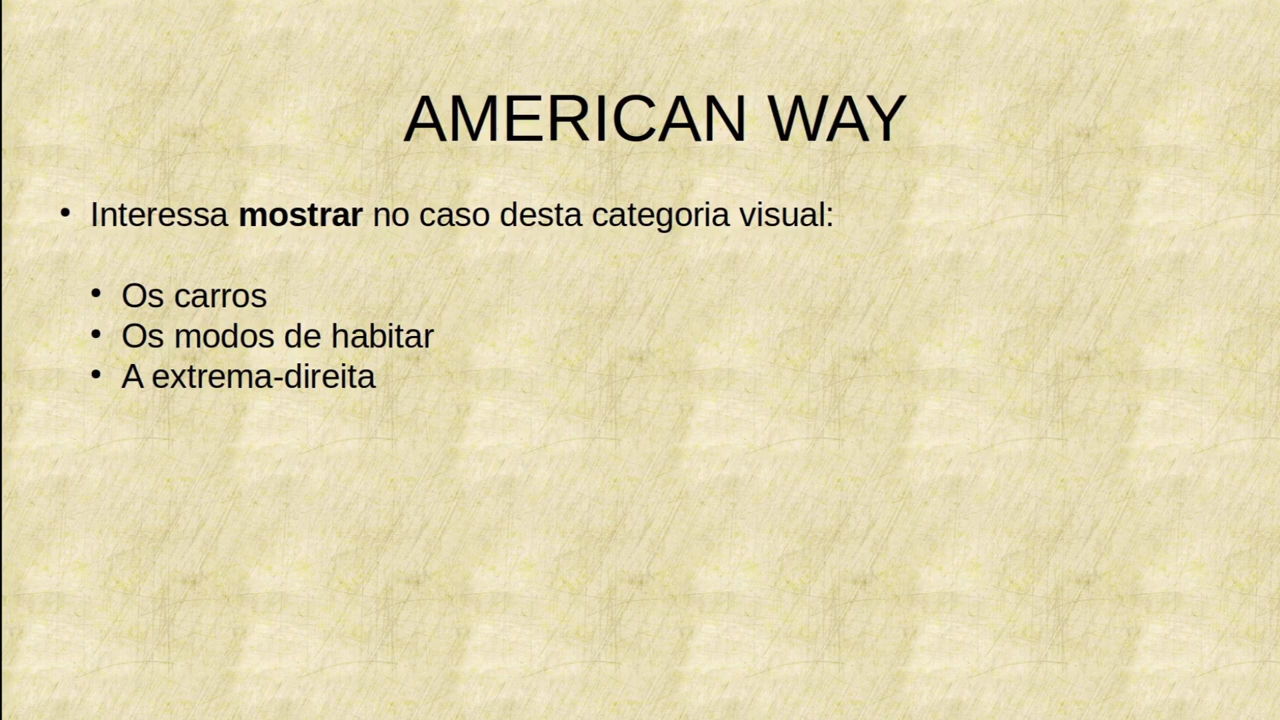 AMERICAN WAY
• Interessa mostrar no caso desta categoria visual:
• Os carros
• Os modos de habitar
• A extrema-direita